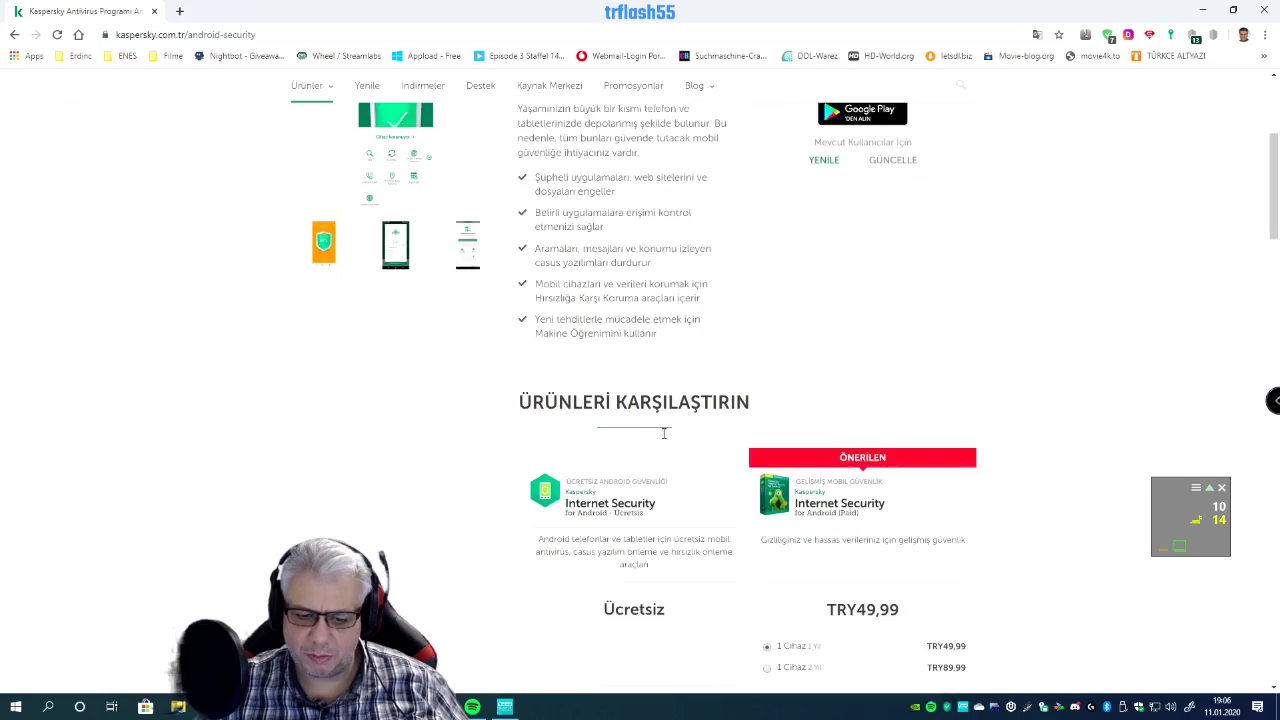 Kaspersky Antivirüs Programı An
trflash55
kaspersky.com.tr/android-security
Apps
Erdinc
ENES
Filme
Nightbot - Giveawa...
Wheel / Streamlabs
Appload - Free
Episode 3 Staffel 14...
Webmail-Login Por...
Suchmaschine-Cra...
DDL-Warez
HD-World.org
letsdl.biz
Movie-blog.org
movie4k.to
TÜRKCE ALTYAZI
Ürünler
Yenile
İndirmeler
Destek
Kaynak Merkezi
Promosyonlar
Blog
Yaşamınızın büyük bir kısmı telefon ve
tabletlerinizde depolanmış şekilde bulunur. Bu
nedenle, tüm bunları güvende tutacak mobil
güvenliğe ihtiyacınız vardır.
Google Play
'DEN ALIN
Mevcut Kullanıcılar İçin
YENİLE
GÜNCELLE
Şüpheli uygulamaları, web sitelerini ve
dosyaları engeller
Belirli uygulamalara erişimi kontrol
etmenizi sağlar
Aramaları, mesajları ve konumu izleyen
casus yazılımları durdurur
Mobil cihazları ve verileri korumak için
Hırsızlığa Karşı Koruma araçları içerir
Yeni tehditlerle mücadele etmek için
Makine Öğrenimini kullanır
ÜRÜNLERİ KARŞILAŞTIRIN
ÜCRETSİZ ANDROID GÜVENLİĞİ
Kaspersky
Internet Security
for Android - Ücretsiz
Android telefonlar ve tabletler için ücretsiz mobil
antivirüs, casus yazılım önleme ve hırsızlık önleme
araçları
Ücretsiz
ÖNERİLEN
GELİŞMİŞ MOBİL GÜVENLİK
Kaspersky
Internet Security
for Android (Paid)
Gizliliğiniz ve hassas verileriniz için gelişmiş güvenlik
TRY49,99
1 Cihaz 1 Yıl TRY49,99
1 Cihaz 2 Yıl TRY89,99
10
14
19:06
11.01.2020